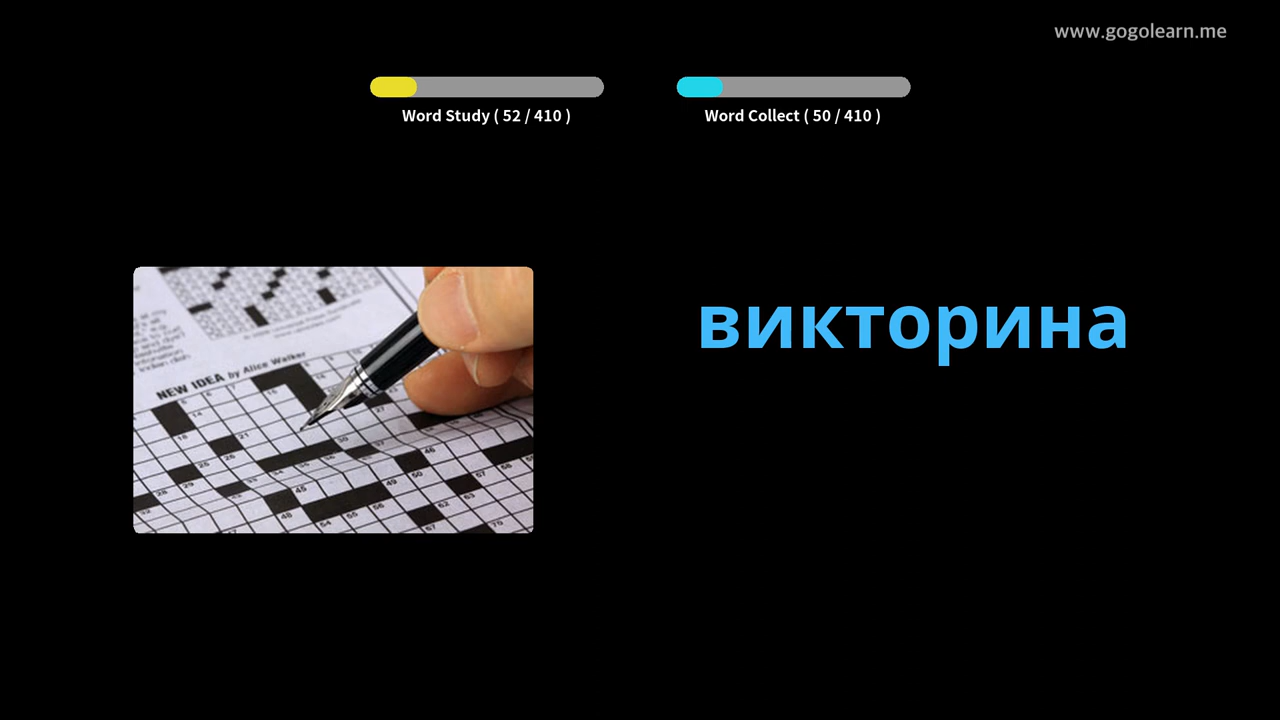 www.gogolearn.me
Word Study ( 52 / 410 )
Word Collect ( 50 / 410 )
викторина
NEW IDEA by Alice Walker